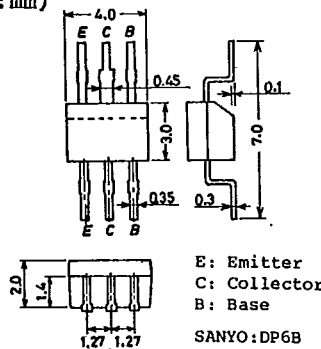 :mm)
4.0
E C B
0.45
0.1
3.0
7.0
0.35
0.3
E C B
2.0
1.4
1.27 1.27
E: Emitter
C: Collector
B: Base
SANYO:DP6B